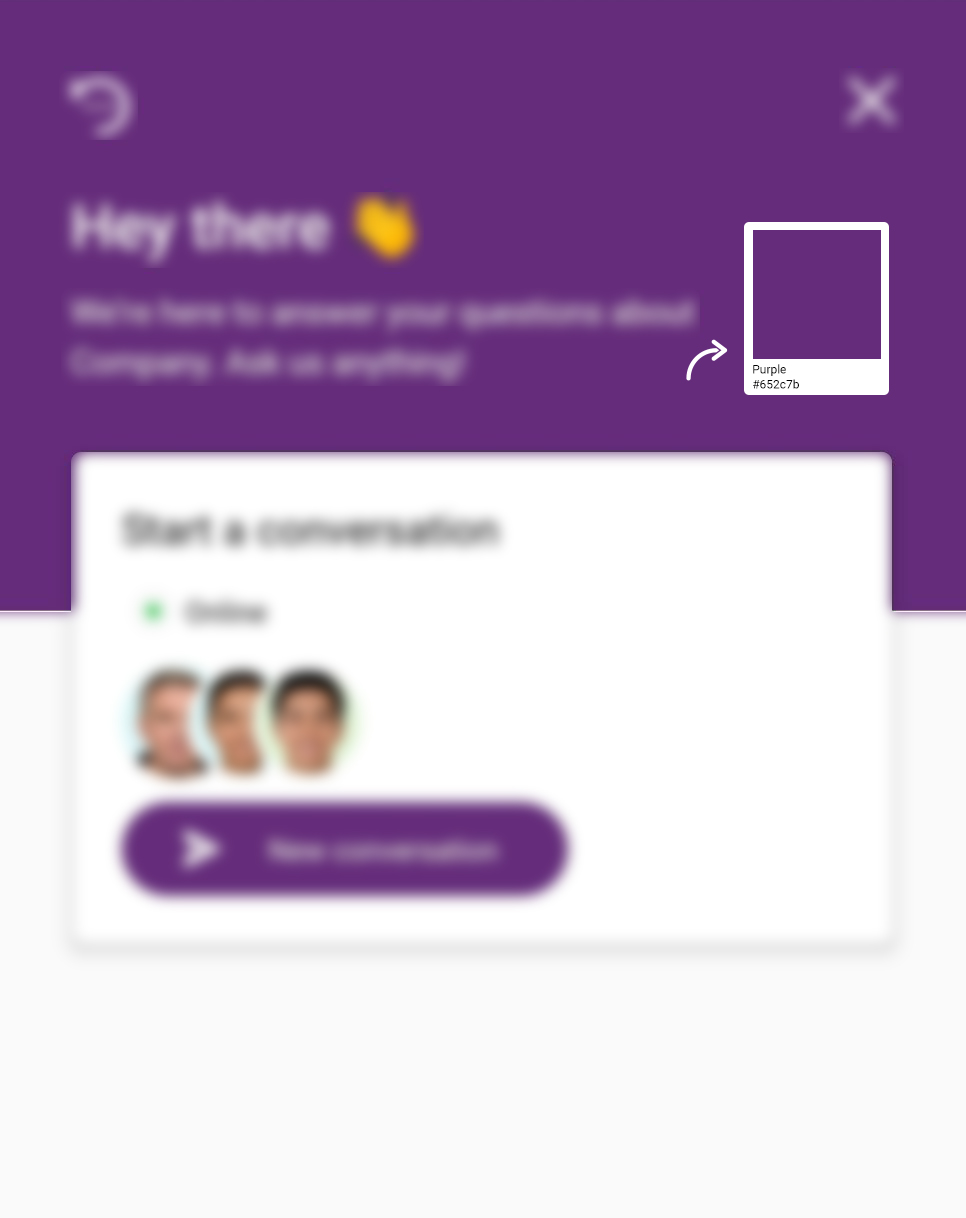 Hey there 👋
We're here to answer your questions about
Company. Ask us anything!
Purple
#652c7b
Start a conversation
Online
New conversation